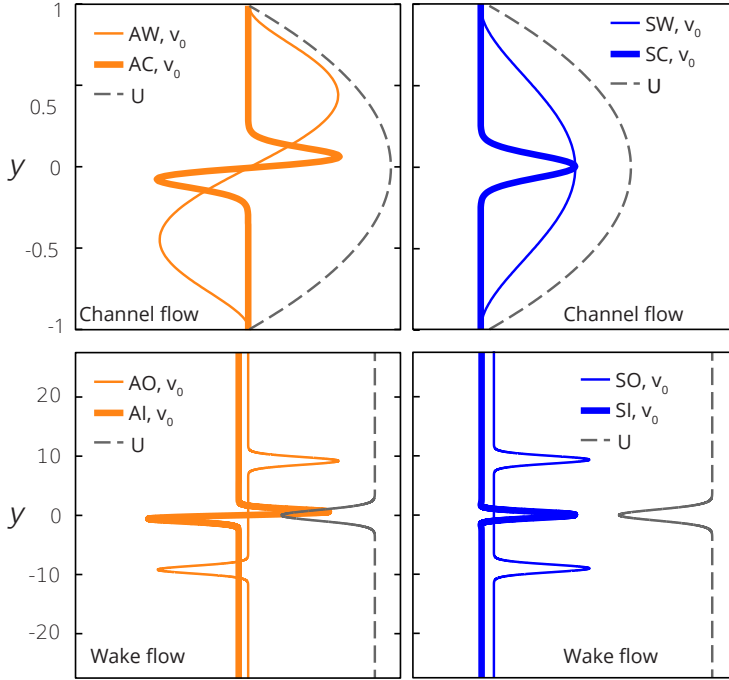 1
0.5
0
-0.5
-1
y
AW, v₀
AC, v₀
U
Channel flow
SW, v₀
SC, v₀
U
Channel flow
20
10
0
-10
-20
y
AO, v₀
AI, v₀
U
Wake flow
SO, v₀
SI, v₀
U
Wake flow